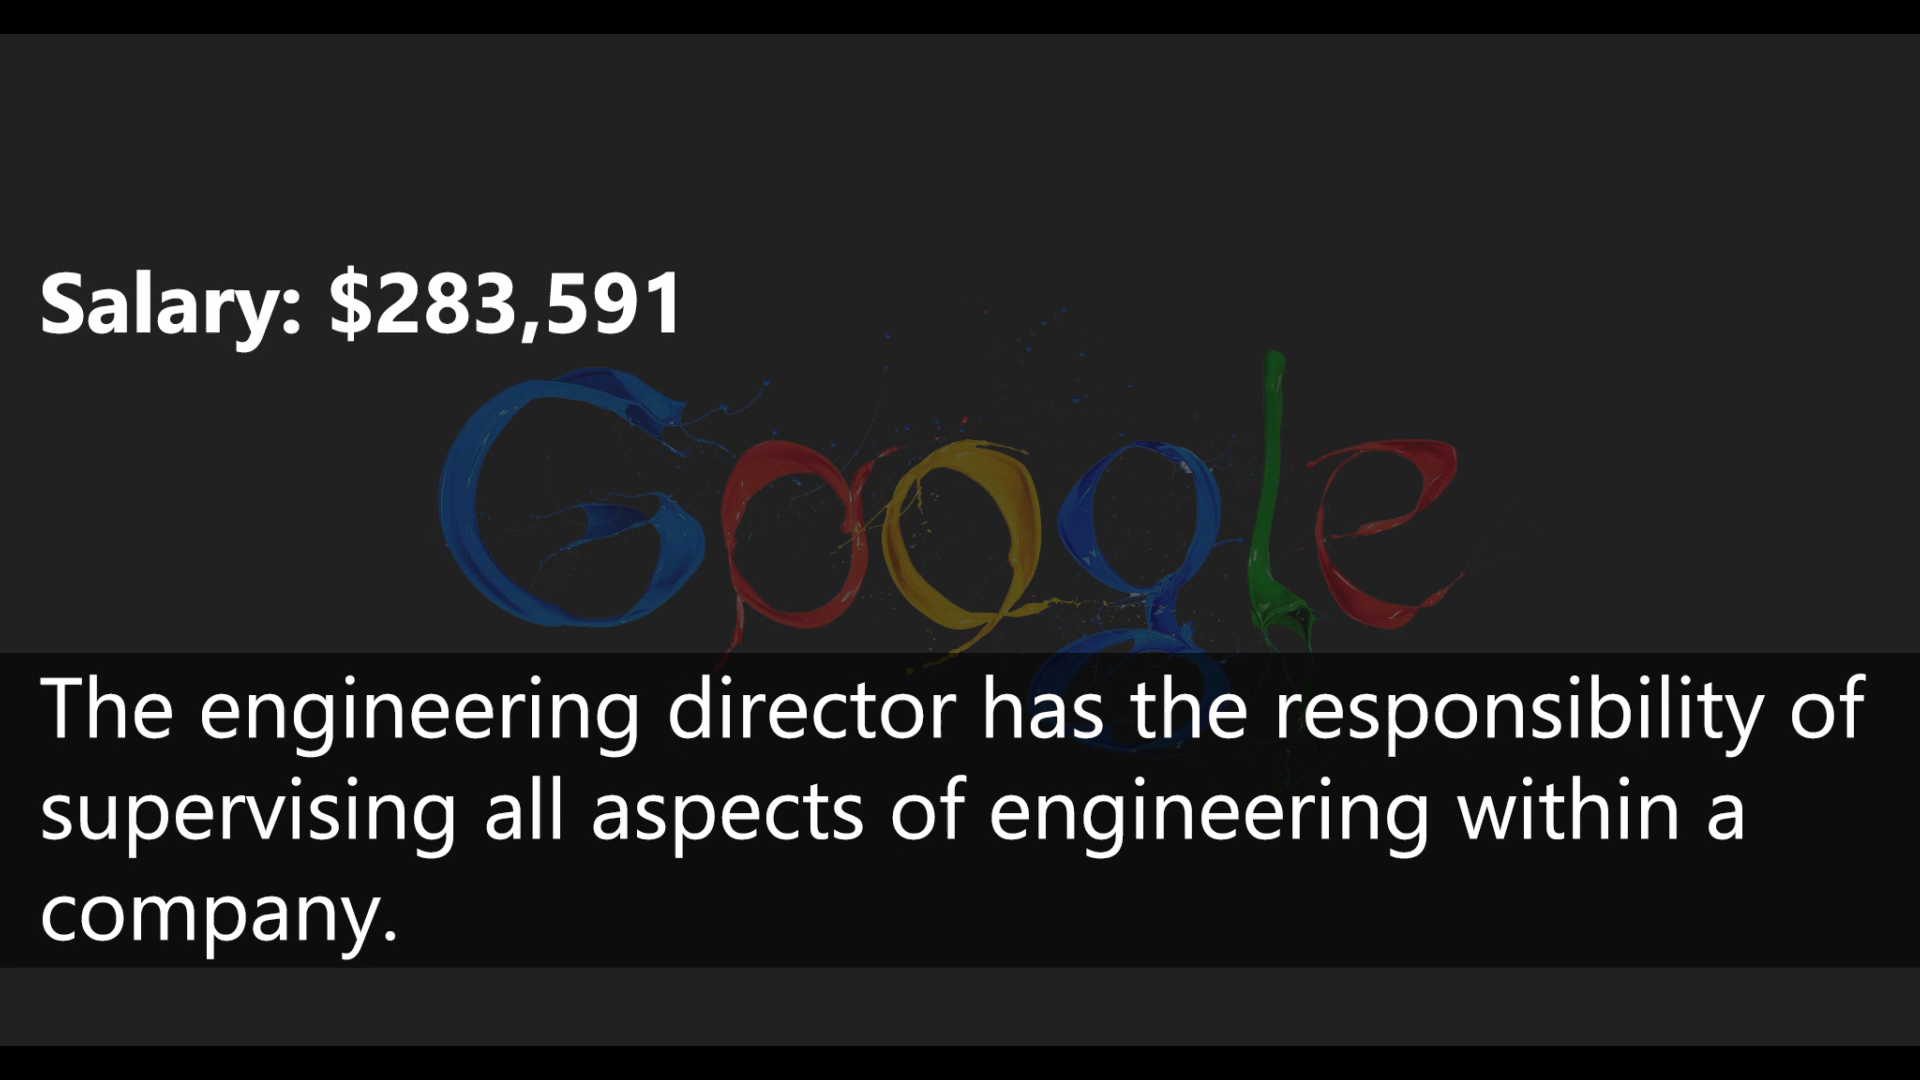 Salary: $283,591
Google
The engineering director has the responsibility of
supervising all aspects of engineering within a
company.